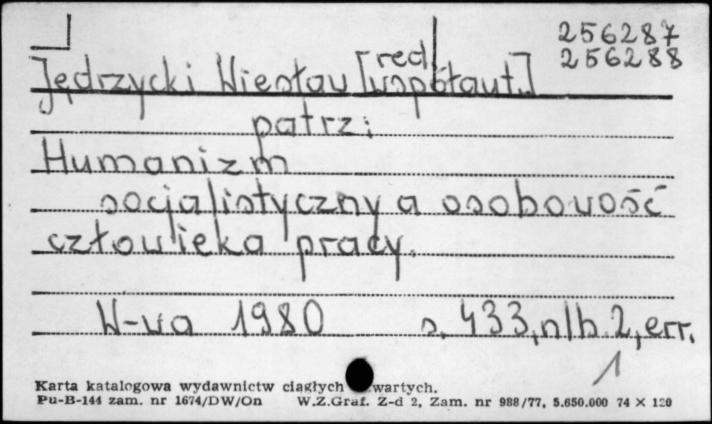 256287
256288
Jędrzycki Wiesław [red. współaut.]
patrz:
Humanizm
socjalistyczny a osobowość
człowieka pracy.
W-wa 1980 s. 433, nlb 2, err.
1
Karta katalogowa wydawnictw ciągłych wartych.
Pu-B-144 zam. nr 1674/DW/On W.Z.Graf. Z-d 2, Zam. nr 988/77, 5.650.000 74 × 120